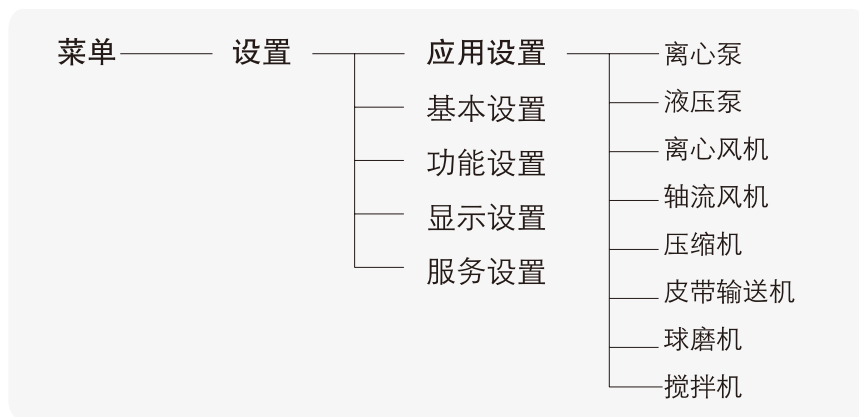 菜单 设置 应用设置 离心泵
液压泵
基本设置
离心风机
功能设置
轴流风机
显示设置
压缩机
服务设置
皮带输送机
球磨机
搅拌机